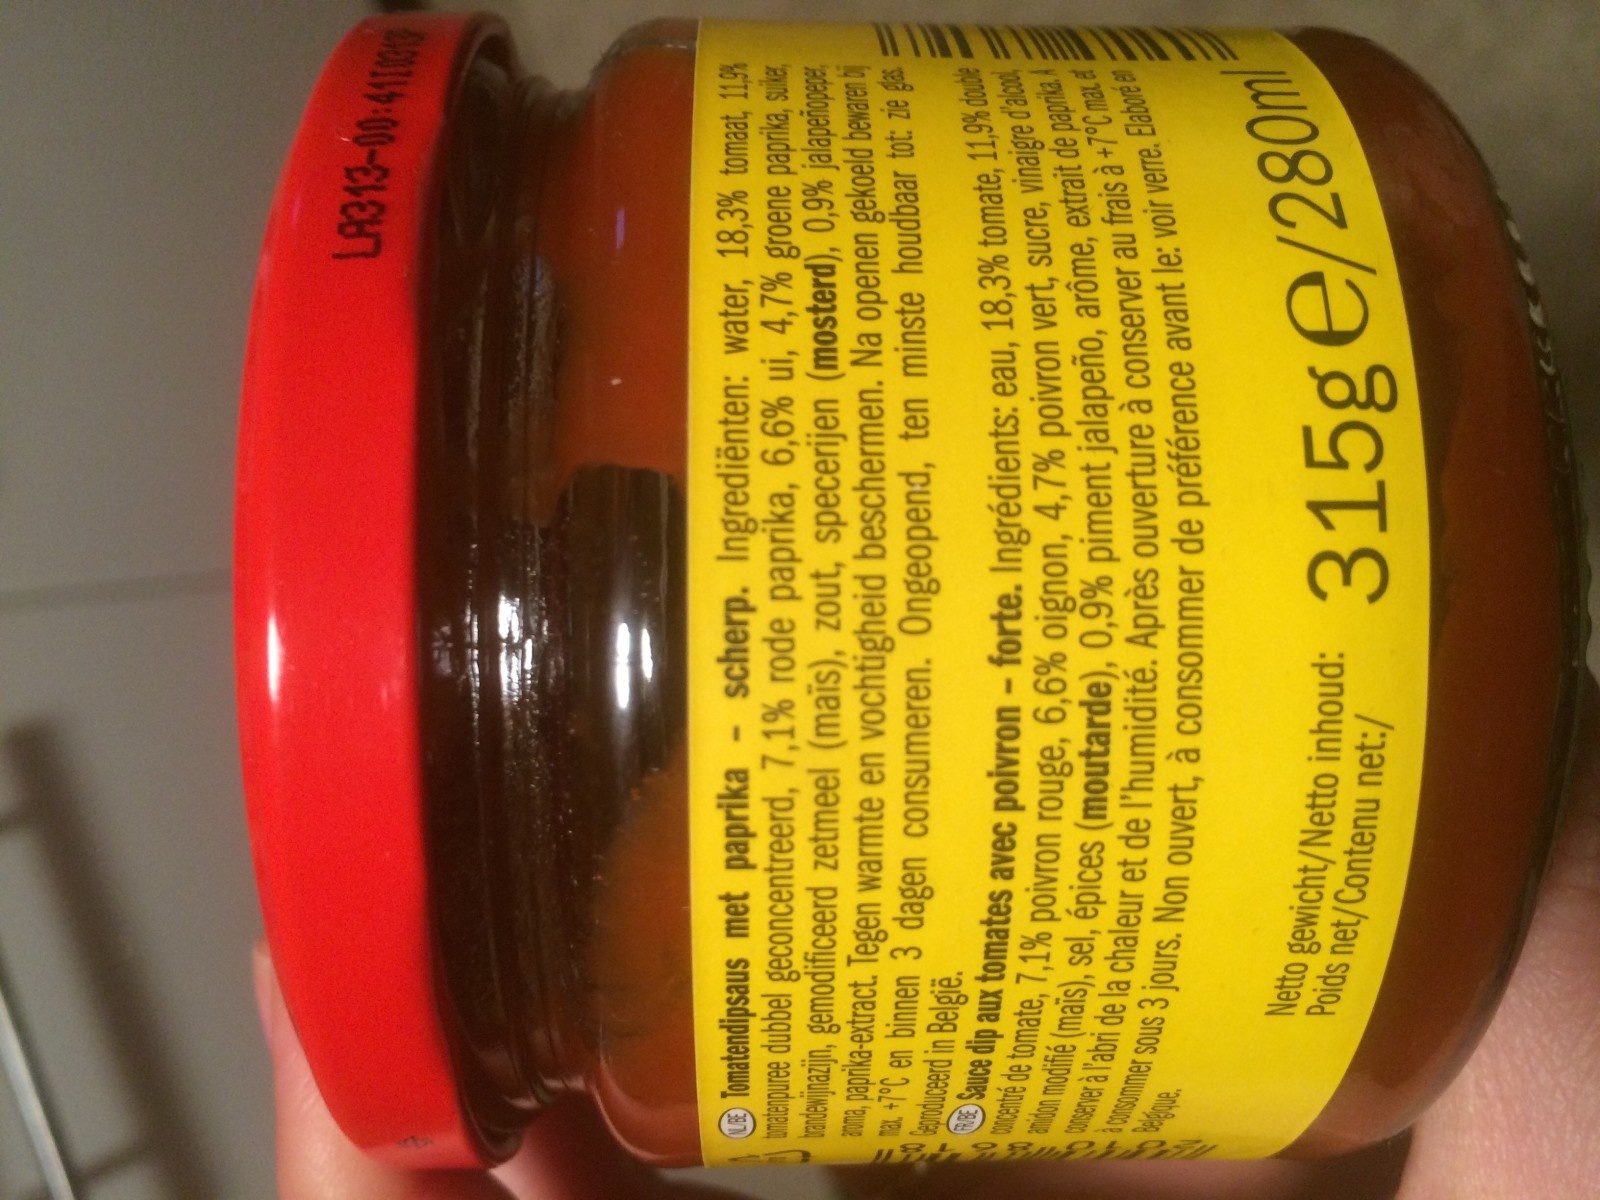 LA313-00:41
NL/BE Tomatendipsaus met paprika – scherp. Ingrediënten: water, 18,3% tomaat, 11,9%
tomatenpuree dubbel geconcentreerd, 7,1% rode paprika, 6,6% ui, 4,7% groene paprika, suiker,
brandewijnazijn, gemodificeerd zetmeel (maïs), zout, specerijen (mosterd), 0,9% jalapeñopeper,
aroma, paprika-extract. Tegen warmte en vochtigheid beschermen. Na openen gekoeld bewaren bij
max. +7°C en binnen 3 dagen consumeren. Ongeopend, ten minste houdbaar tot: zie glas.
Geproduceerd in België.
FR/BE Sauce dip aux tomates avec poivron – forte. Ingrédients: eau, 18,3% tomate, 11,9% double
concentré de tomate, 7,1% poivron rouge, 6,6% oignon, 4,7% poivron vert, sucre, vinaigre d'alcool,
amidon modifié (maïs), sel, épices (moutarde), 0,9% piment jalapeño, arôme, extrait de paprika. A
conserver à l'abri de la chaleur et de l'humidité. Après ouverture à conserver au frais à +7°C max. et
à consommer sous 3 jours. Non ouvert, à consommer de préférence avant le: voir verre. Elaboré en
Belgique.
Netto gewicht/Netto inhoud:
Poids net/Contenu net:/
315g e/280ml